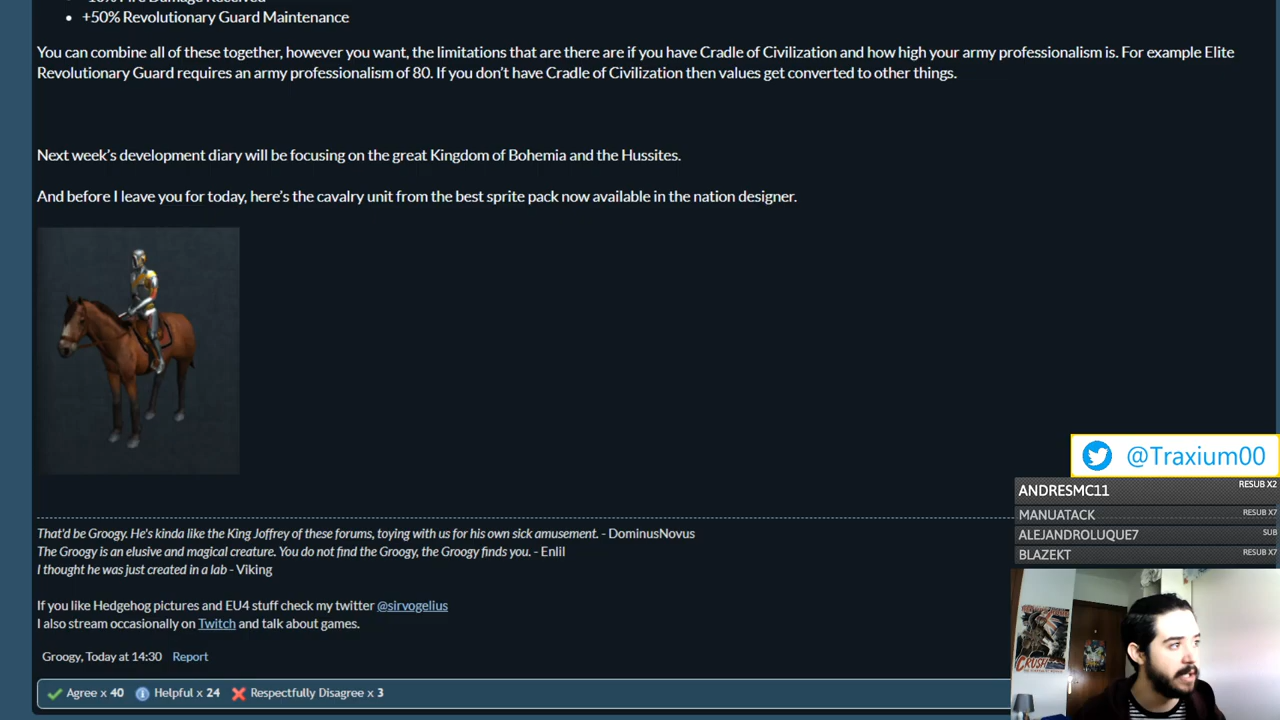 +50% Revolutionary Guard Maintenance
You can combine all of these together, however you want, the limitations that are there are if you have Cradle of Civilization and how high your army professionalism is. For example Elite
Revolutionary Guard requires an army professionalism of 80. If you don't have Cradle of Civilization then values get converted to other things.
Next week's development diary will be focusing on the great Kingdom of Bohemia and the Hussites.
And before I leave you for today, here's the cavalry unit from the best sprite pack now available in the nation designer.
@Traxium00
ANDRESMC11 RESUB X2
MANUATACK RESUB X7
ALEJANDROLUQUE7 SUB
BLAZEKT RESUB X7
That'd be Groogy. He's kinda like the King Joffrey of these forums, toying with us for his own sick amusement. - DominusNovus
The Groogy is an elusive and magical creature. You do not find the Groogy, the Groogy finds you. - Enlil
I thought he was just created in a lab - Viking
If you like Hedgehog pictures and EU4 stuff check my twitter @sirvogelius
I also stream occasionally on Twitch and talk about games.
Groogy, Today at 14:30 Report
Agree x 40 Helpful x 24 Respectfully Disagree x 3
CRUSH